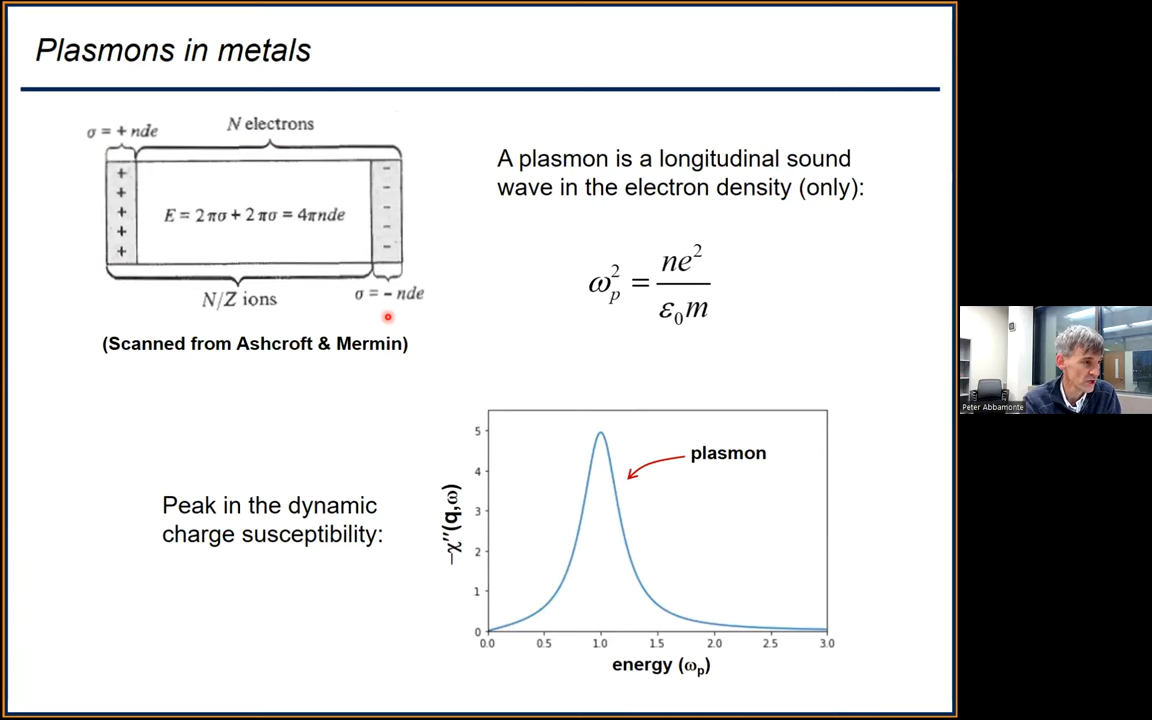 Plasmons in metals
σ = + nde
N electrons
+
+
+
+
+
-
-
-
-
-
E = 2πσ + 2πσ = 4πnde
N/Z ions
σ = - nde
(Scanned from Ashcroft & Mermin)
A plasmon is a longitudinal sound
wave in the electron density (only):
ω_p^2 = ne^2 / ε_0 m
Peak in the dynamic
charge susceptibility:
−χ″(q,ω)
5
4
3
2
1
0
plasmon
0.0 0.5 1.0 1.5 2.0 2.5 3.0
energy (ω_p)
Peter Abbamonte